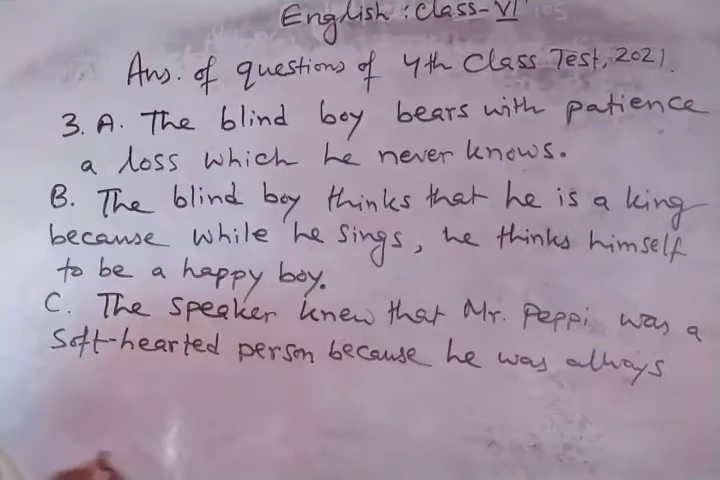 English : Class-VI
Ans. of questions of 4th Class Test, 2021.
3. A. The blind boy bears with patience
a loss which he never knows.
B. The blind boy thinks that he is a king
because while he sings, he thinks himself
to be a happy boy.
C. The speaker knew that Mr. Peppi was a
Soft-hearted person because he was always